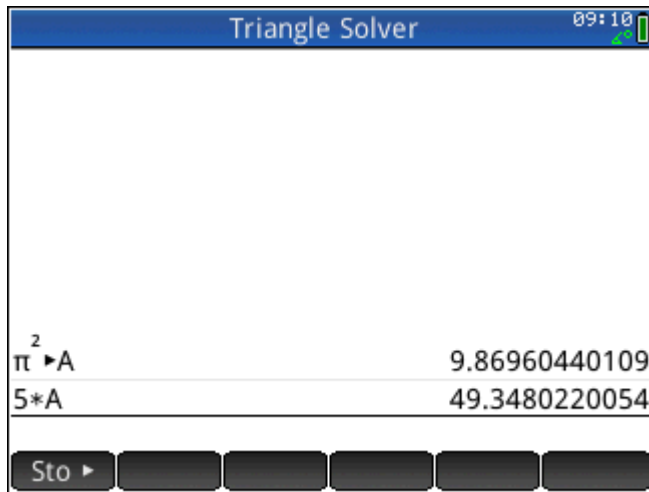 Triangle Solver 09:10
∡°
π² ▶A 9.86960440109
5*A 49.3480220054
Sto ▶